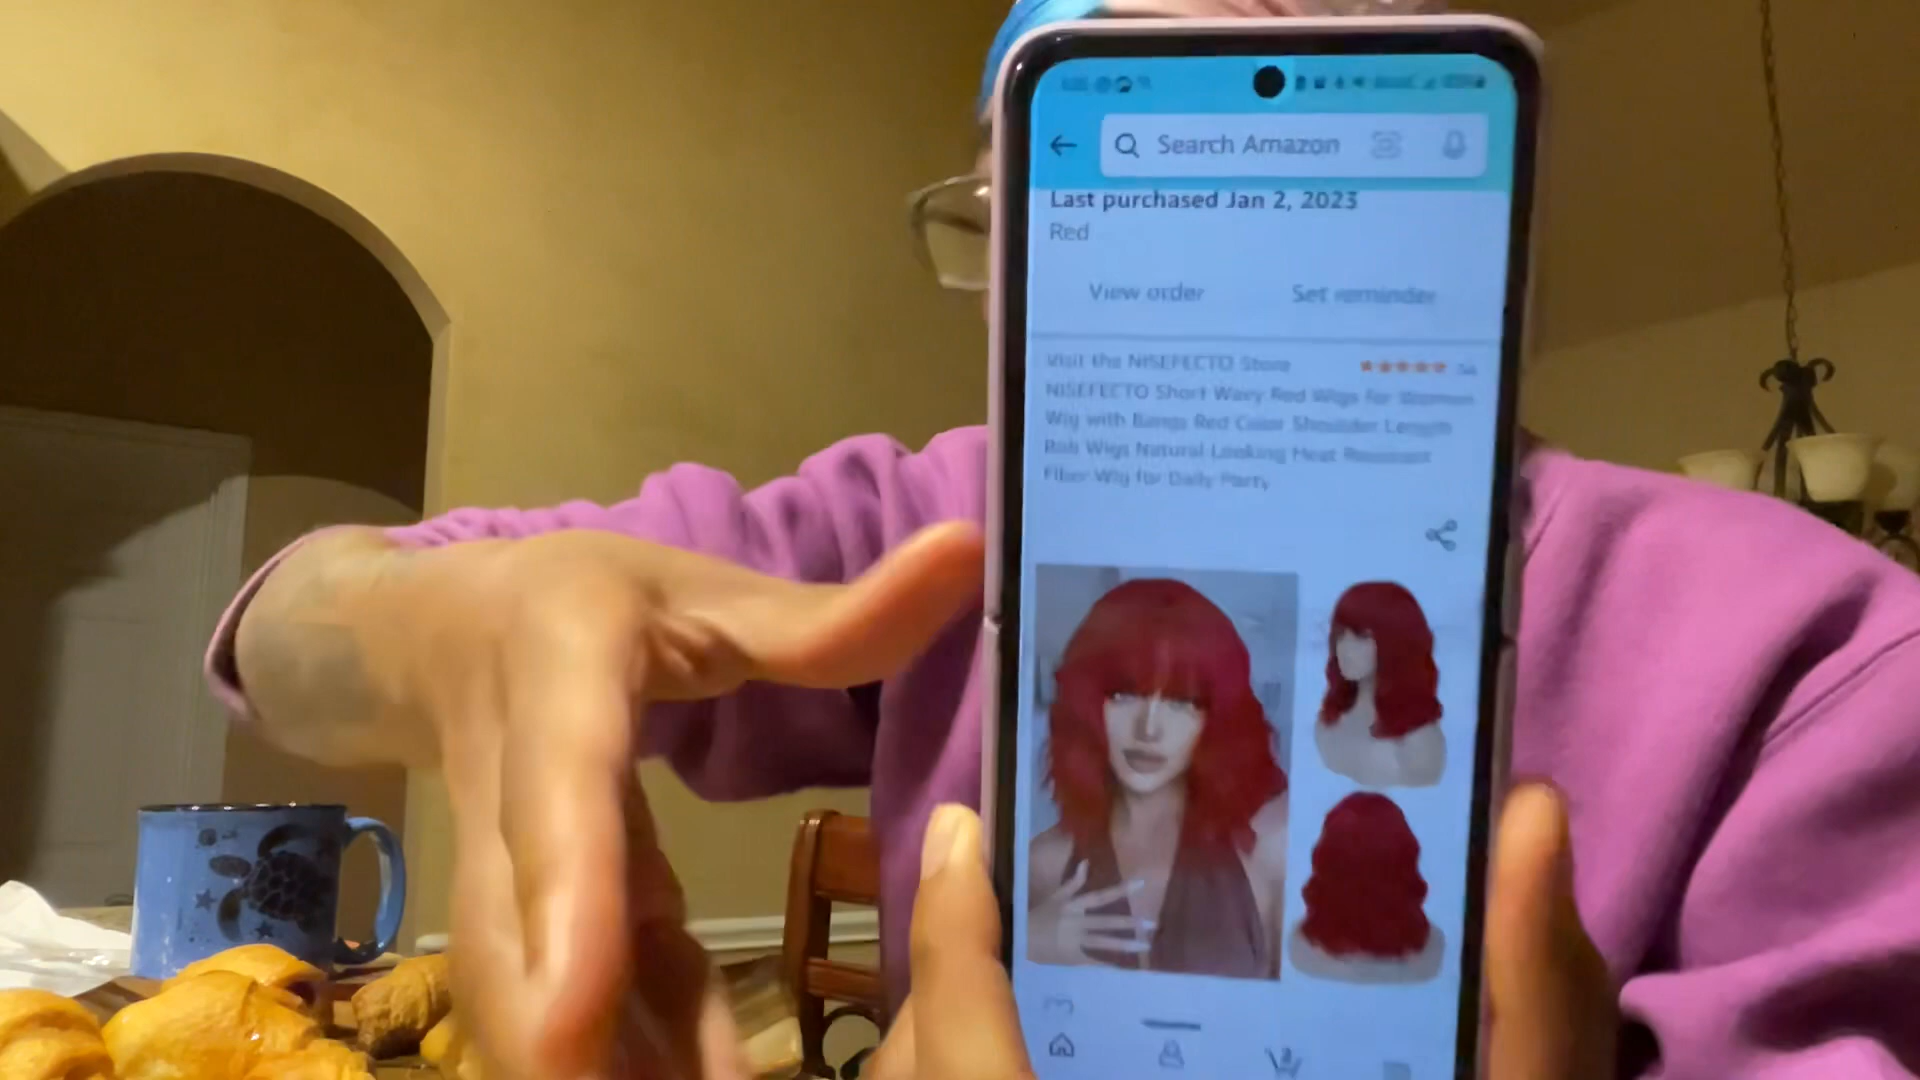 Search Amazon
Last purchased Jan 2, 2023
Red
View order
Set reminder
Visit the NISEFECTO Store
NISEFECTO Short Wavy Red Wigs for Women
Wig with Bangs Red Color Shoulder Length
Bob Wigs Natural Looking Heat Resistant
Fiber Wig for Daily Party